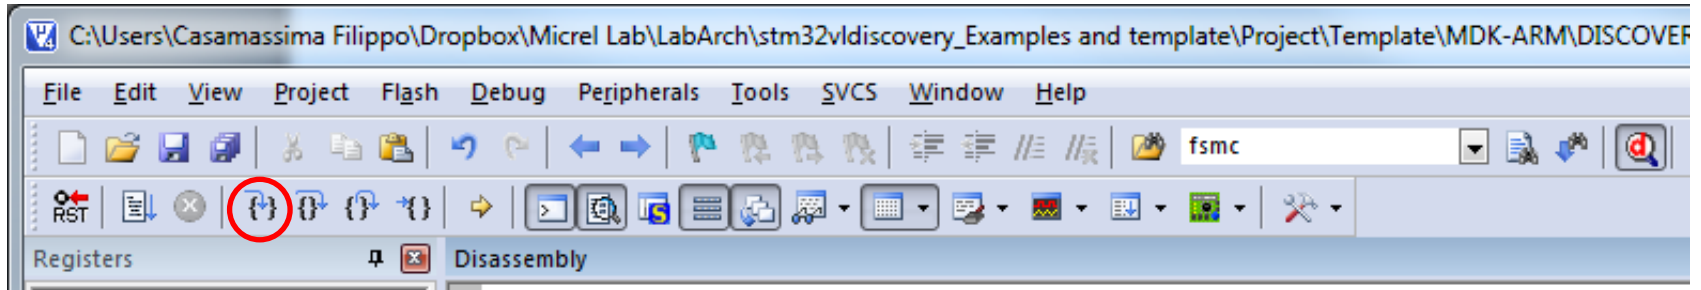 C:\Users\Casamassima Filippo\Dropbox\Micrel Lab\LabArch\stm32vldiscovery_Examples and template\Project\Template\MDK-ARM\DISCOVER
File Edit View Project Flash Debug Peripherals Tools SVCS Window Help
fsmc
RST
Registers Disassembly